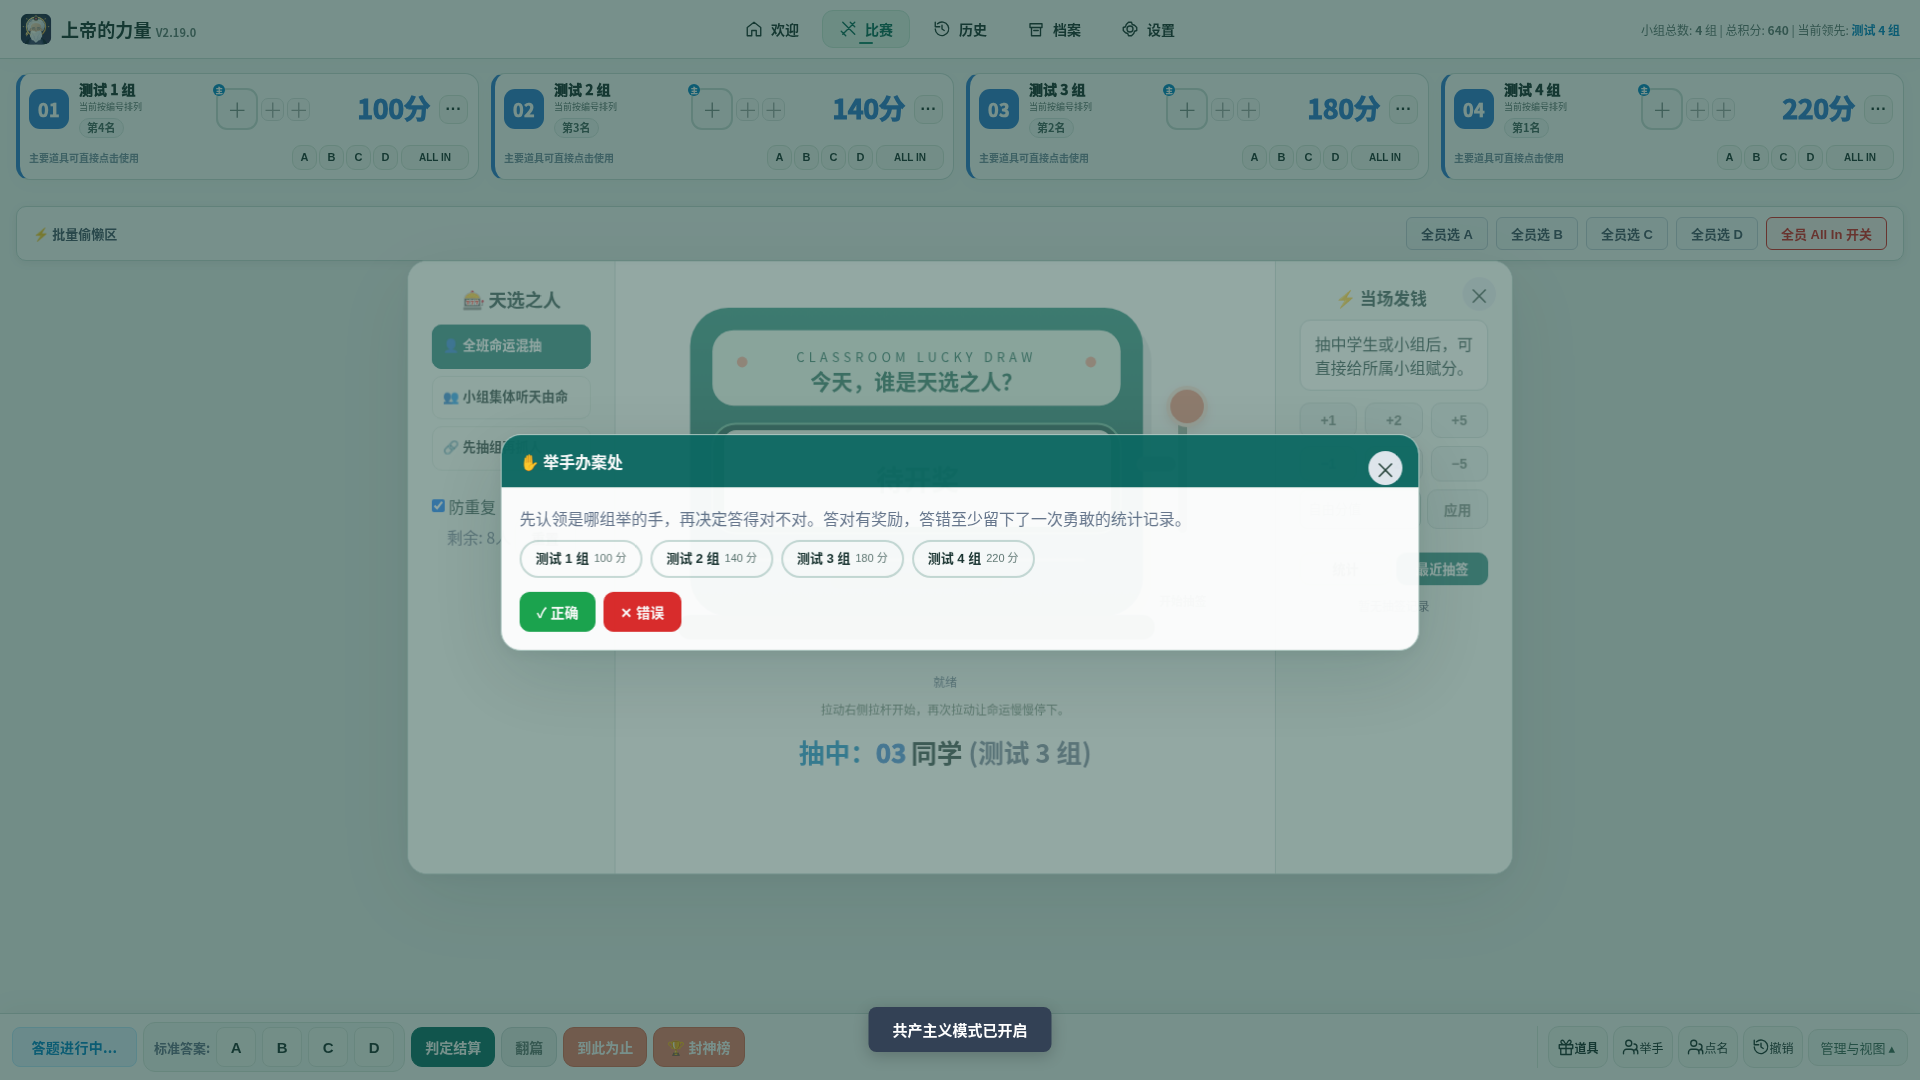 上帝的力量 V2.19.0
欢迎
比赛
历史
档案
设置
小组总数: 4 组 | 总积分: 640 | 当前领先: 测试 4 组
01
测试 1 组
当前按编号排列
第4名
主
100分
主要道具可直接点击使用
A B C D ALL IN
02
测试 2 组
当前按编号排列
第3名
主
140分
主要道具可直接点击使用
A B C D ALL IN
03
测试 3 组
当前按编号排列
第2名
主
180分
主要道具可直接点击使用
A B C D ALL IN
04
测试 4 组
当前按编号排列
第1名
主
220分
主要道具可直接点击使用
A B C D ALL IN
⚡ 批量偷懒区
全员选 A
全员选 B
全员选 C
全员选 D
全员 All In 开关
天选之人
全班命运混抽
小组集体听天由命
先抽组
防重复
剩余: 8
CLASSROOM LUCKY DRAW
今天，谁是天选之人？
待开奖
⚡ 当场发钱
抽中学生或小组后，可
直接给所属小组赋分。
+1
+2
+5
−5
应用
最近抽签
录
举手办案处
先认领是哪组举的手，再决定答得对不对。答对有奖励，答错至少留下了一次勇敢的统计记录。
测试 1 组 100 分
测试 2 组 140 分
测试 3 组 180 分
测试 4 组 220 分
✓ 正确
✕ 错误
就绪
拉动右侧拉杆开始，再次拉动让命运慢慢停下。
抽中：03 同学 (测试 3 组)
共产主义模式已开启
答题进行中...
标准答案:
A
B
C
D
判定结算
翻篇
到此为止
封神榜
道具
举手
点名
撤销
管理与视图 ▴